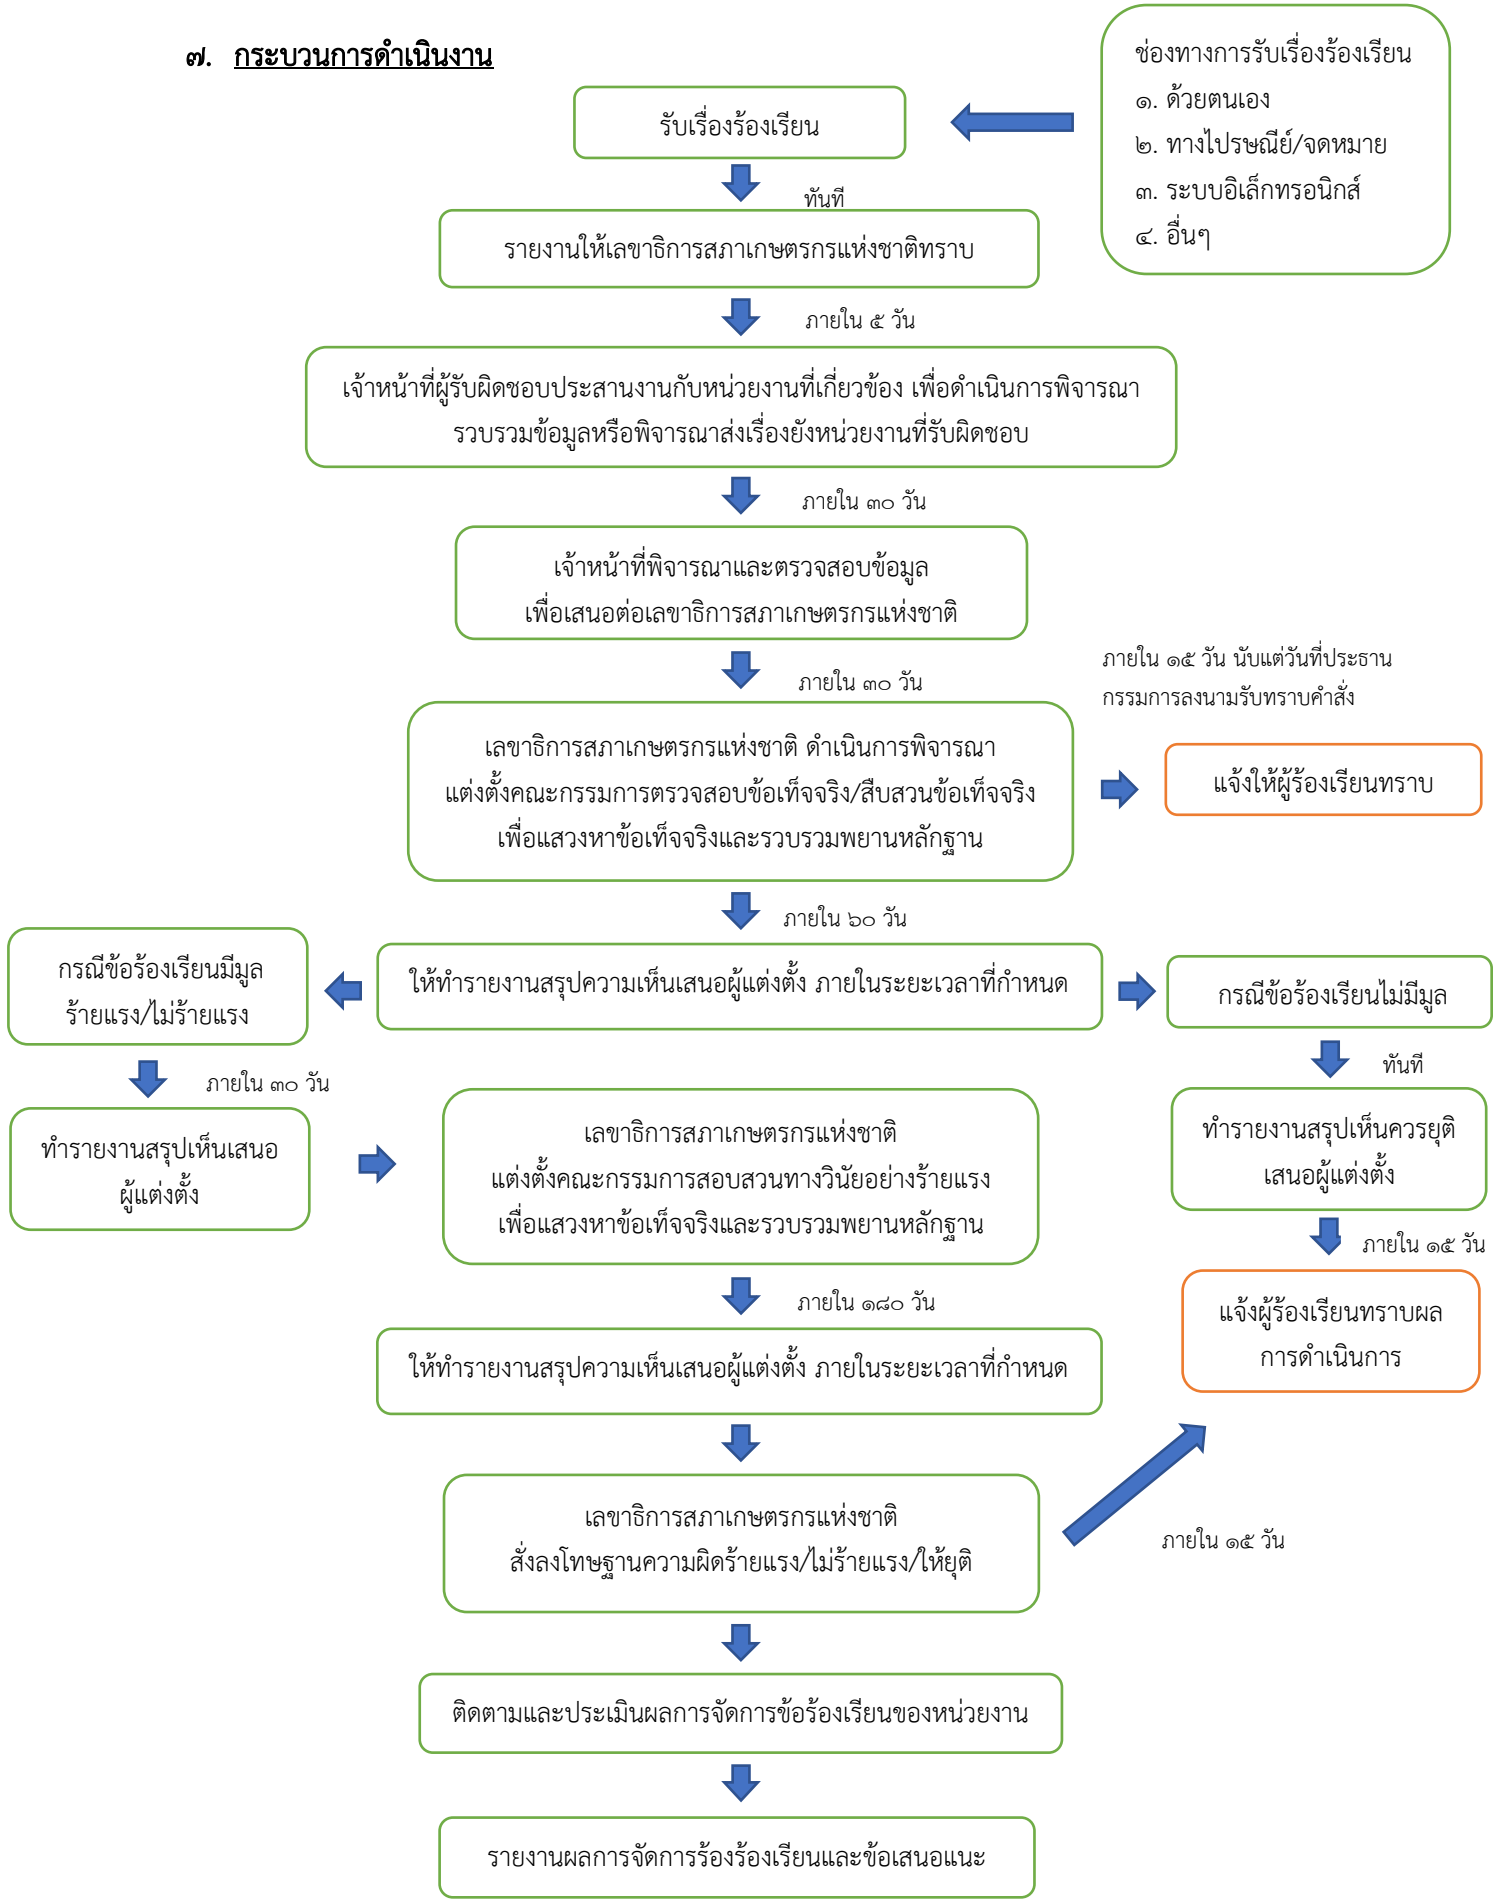 ๗. กระบวนการดำเนินงาน
ช่องทางการรับเรื่องร้องเรียน
๑. ด้วยตนเอง
๒. ทางไปรษณีย์/จดหมาย
๓. ระบบอิเล็กทรอนิกส์
๔. อื่นๆ
รับเรื่องร้องเรียน
ทันที
รายงานให้เลขาธิการสภาเกษตรกรแห่งชาติทราบ
ภายใน ๕ วัน
เจ้าหน้าที่ผู้รับผิดชอบประสานงานกับหน่วยงานที่เกี่ยวข้อง เพื่อดำเนินการพิจารณา
รวบรวมข้อมูลหรือพิจารณาส่งเรื่องยังหน่วยงานที่รับผิดชอบ
ภายใน ๓๐ วัน
เจ้าหน้าที่พิจารณาและตรวจสอบข้อมูล
เพื่อเสนอต่อเลขาธิการสภาเกษตรกรแห่งชาติ
ภายใน ๓๐ วัน
ภายใน ๑๕ วัน นับแต่วันที่ประธาน
กรรมการลงนามรับทราบคำสั่ง
เลขาธิการสภาเกษตรกรแห่งชาติ ดำเนินการพิจารณา
แต่งตั้งคณะกรรมการตรวจสอบข้อเท็จจริง/สืบสวนข้อเท็จจริง
เพื่อแสวงหาข้อเท็จจริงและรวบรวมพยานหลักฐาน
แจ้งให้ผู้ร้องเรียนทราบ
ภายใน ๖๐ วัน
ให้ทำรายงานสรุปความเห็นเสนอผู้แต่งตั้ง ภายในระยะเวลาที่กำหนด
กรณีข้อร้องเรียนมีมูล
ร้ายแรง/ไม่ร้ายแรง
ภายใน ๓๐ วัน
ทำรายงานสรุปเห็นเสนอ
ผู้แต่งตั้ง
กรณีข้อร้องเรียนไม่มีมูล
ทันที
ทำรายงานสรุปเห็นควรยุติ
เสนอผู้แต่งตั้ง
ภายใน ๑๕ วัน
แจ้งผู้ร้องเรียนทราบผล
การดำเนินการ
เลขาธิการสภาเกษตรกรแห่งชาติ
แต่งตั้งคณะกรรมการสอบสวนทางวินัยอย่างร้ายแรง
เพื่อแสวงหาข้อเท็จจริงและรวบรวมพยานหลักฐาน
ภายใน ๑๘๐ วัน
ให้ทำรายงานสรุปความเห็นเสนอผู้แต่งตั้ง ภายในระยะเวลาที่กำหนด
เลขาธิการสภาเกษตรกรแห่งชาติ
สั่งลงโทษฐานความผิดร้ายแรง/ไม่ร้ายแรง/ให้ยุติ
ภายใน ๑๕ วัน
ติดตามและประเมินผลการจัดการข้อร้องเรียนของหน่วยงาน
รายงานผลการจัดการร้องร้องเรียนและข้อเสนอแนะ